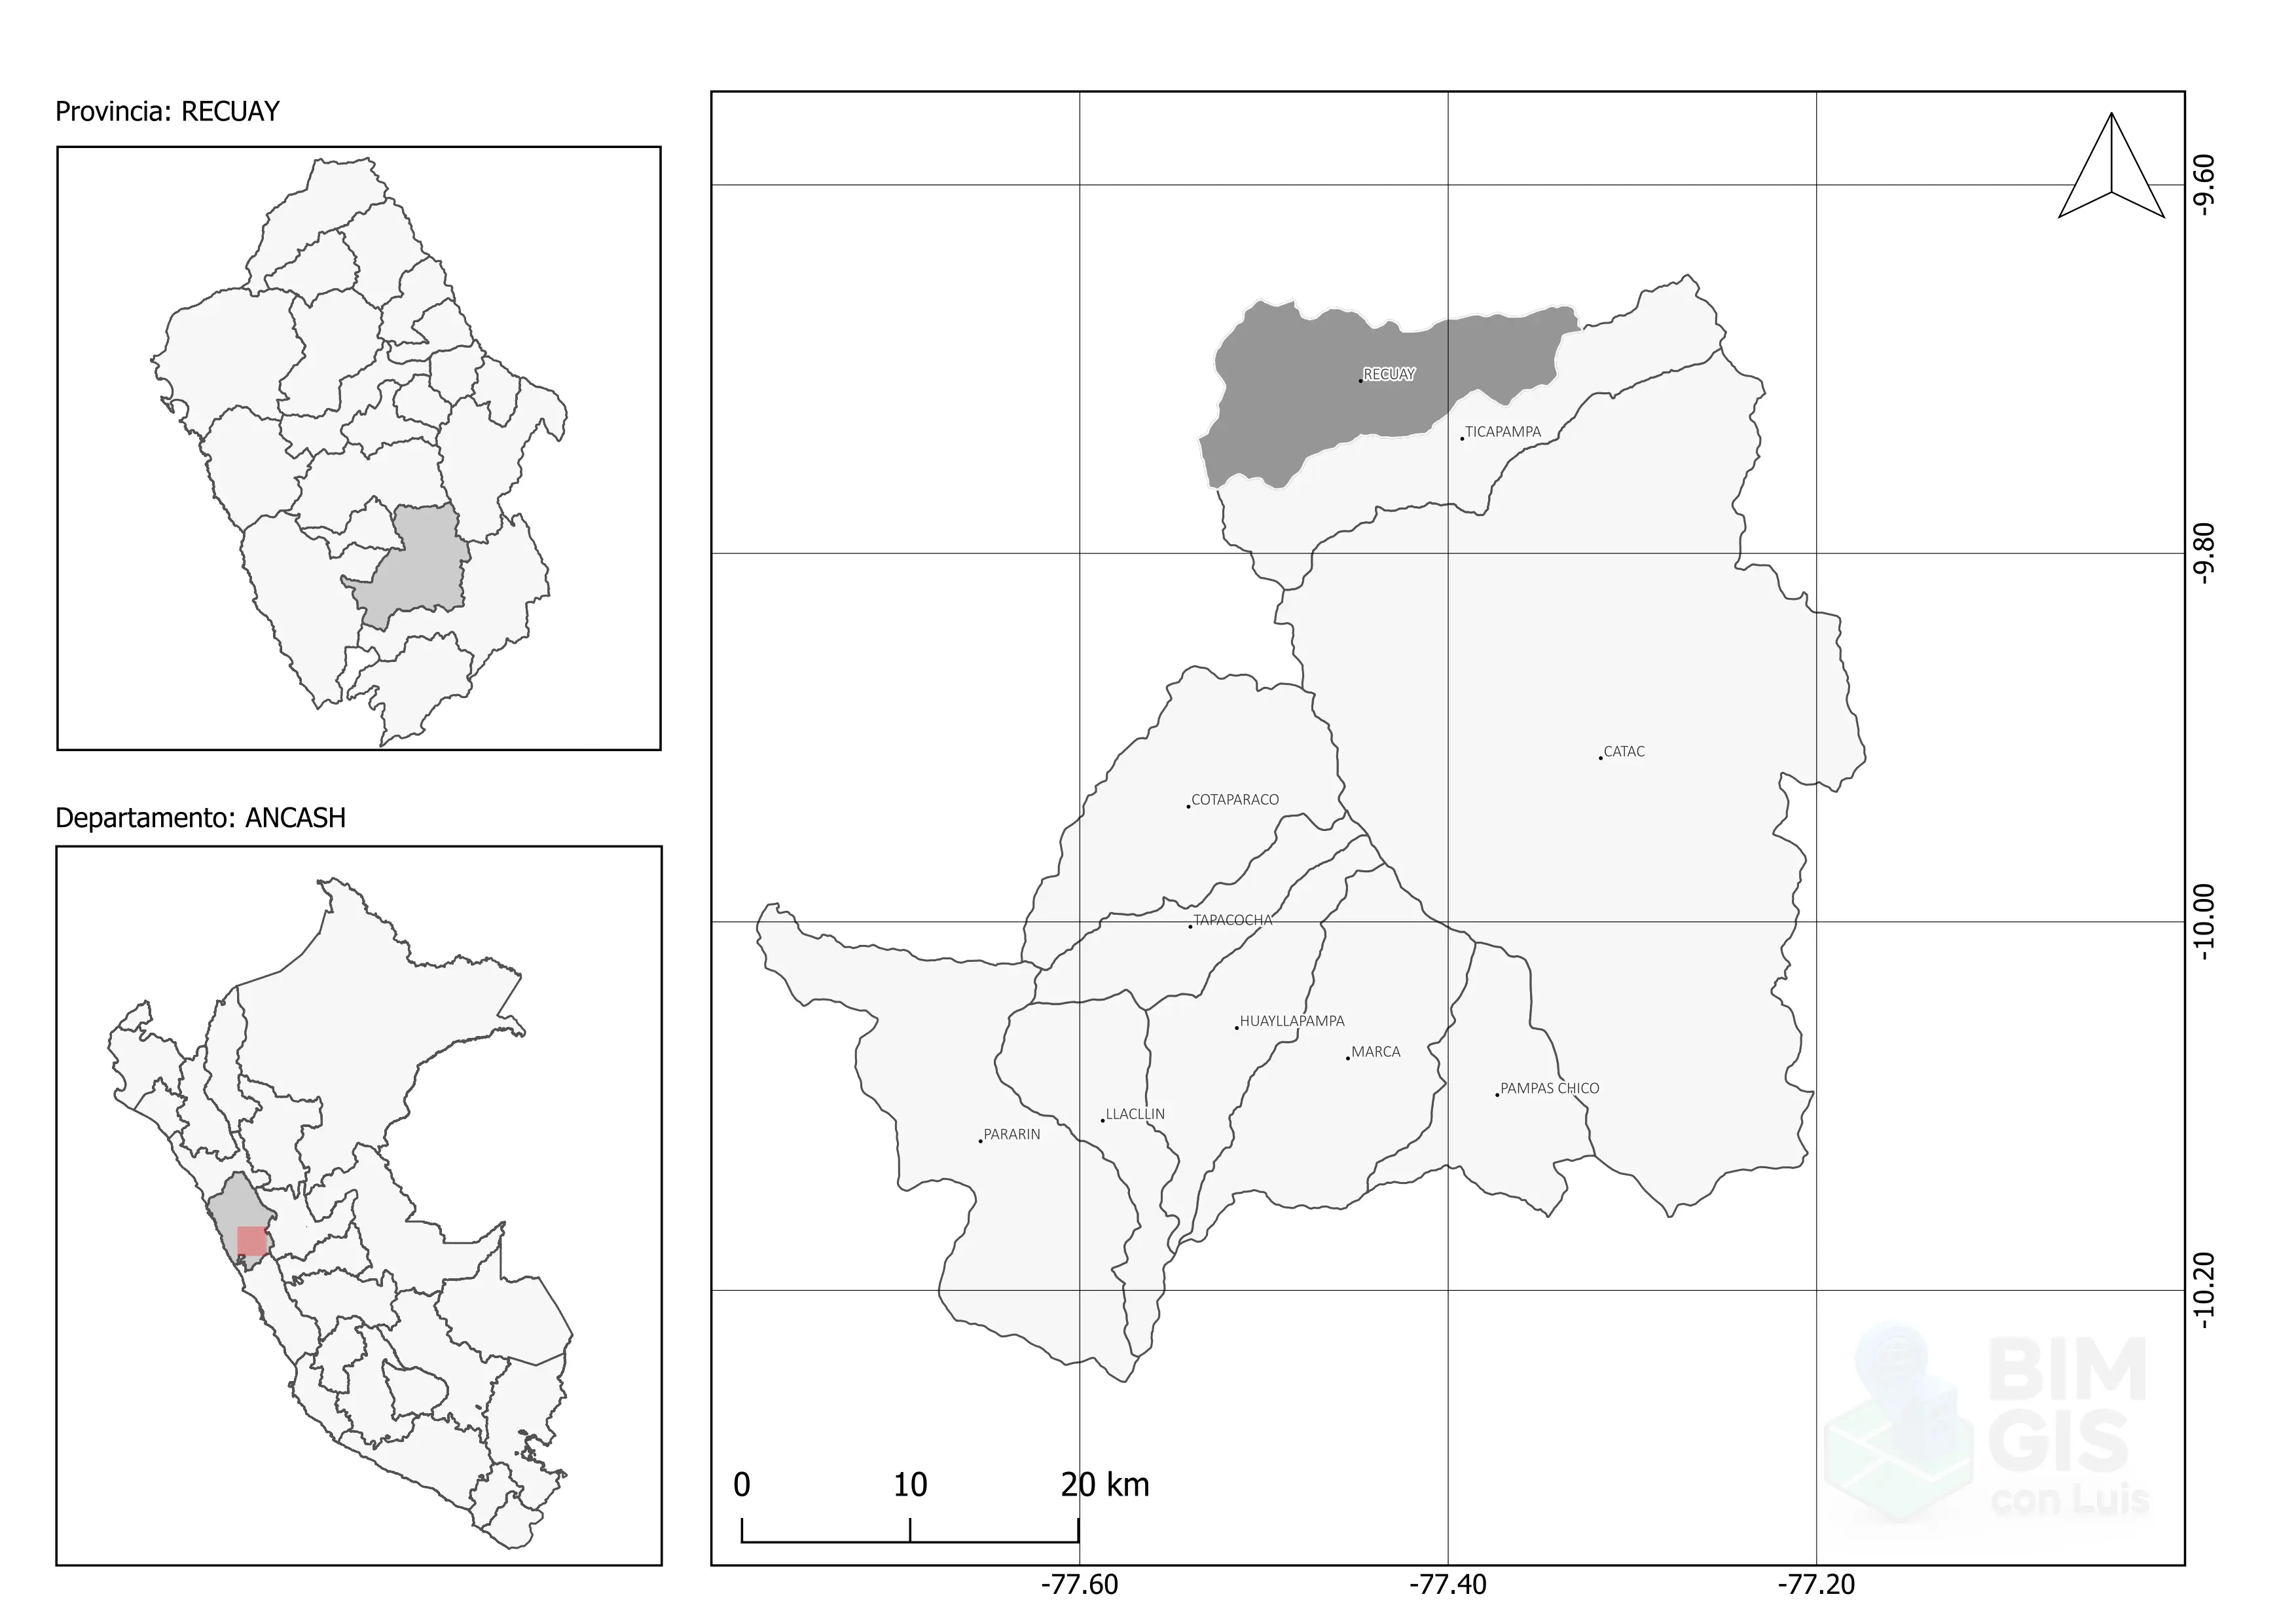 Provincia: RECUAY
Departamento: ANCASH
RECUAY
TICAPAMPA
CATAC
COTAPARACO
TAPACOCHA
HUAYLLAPAMPA
MARCA
PAMPAS CHICO
LLACLLIN
PARARIN
-9.60
-9.80
-10.00
-10.20
0 10 20 km
-77.60 -77.40 -77.20
BIM
GIS
con Luis